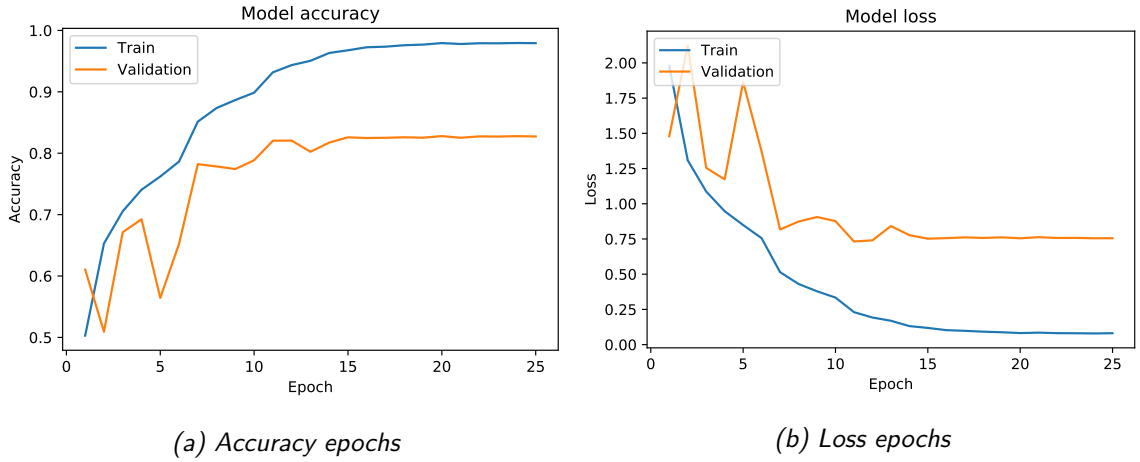 Model accuracy
Train
Validation
1.0
0.9
0.8
0.7
0.6
0.5
Accuracy
0 5 10 15 20 25
Epoch
(a) Accuracy epochs
Model loss
Train
Validation
2.00
1.75
1.50
1.25
1.00
0.75
0.50
0.25
0.00
Loss
0 5 10 15 20 25
Epoch
(b) Loss epochs